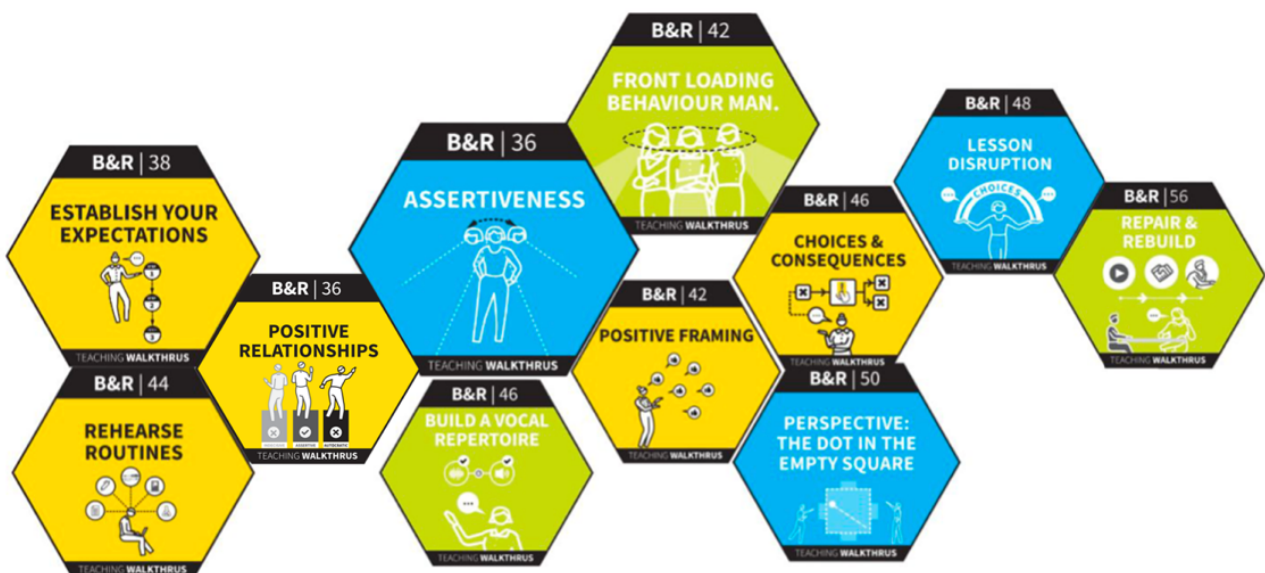 B&R | 38
ESTABLISH YOUR
EXPECTATIONS
TEACHING WALKTHRUS
B&R | 44
REHEARSE
ROUTINES
TEACHING WALKTHRUS
B&R | 36
POSITIVE
RELATIONSHIPS
ASSERTIVE
AUTOCRATIC
TEACHING WALKTHRUS
B&R | 36
ASSERTIVENESS
TEACHING WALKTHRUS
B&R | 46
BUILD A VOCAL
REPERTOIRE
TEACHING WALKTHRUS
B&R | 42
FRONT LOADING
BEHAVIOUR MAN.
TEACHING WALKTHRUS
B&R | 42
POSITIVE FRAMING
TEACHING WALKTHRUS
B&R | 46
CHOICES &
CONSEQUENCES
TEACHING WALKTHRUS
B&R | 50
PERSPECTIVE:
THE DOT IN THE
EMPTY SQUARE
TEACHING WALKTHRUS
B&R | 48
LESSON
DISRUPTION
CHOICES
TEACHING WALKTHRUS
B&R | 56
REPAIR &
REBUILD
TEACHING WALKTHRUS